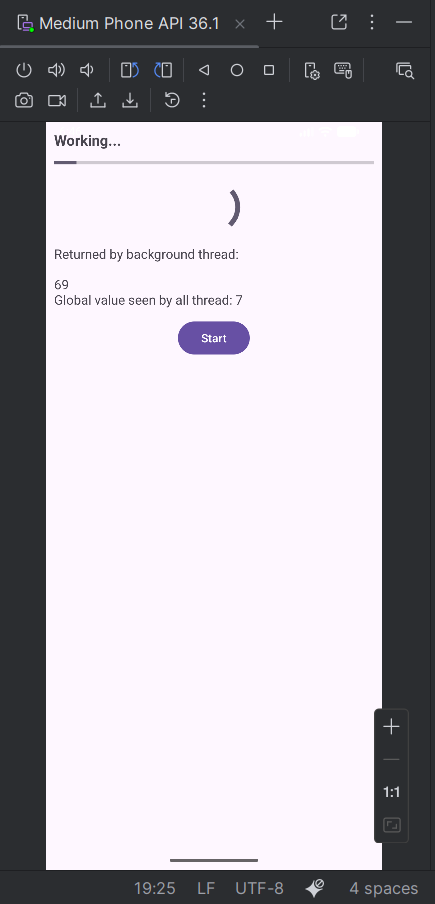 Medium Phone API 36.1
Working...
Returned by background thread:
69
Global value seen by all thread: 7
Start
1:1
19:25 LF UTF-8 4 spaces